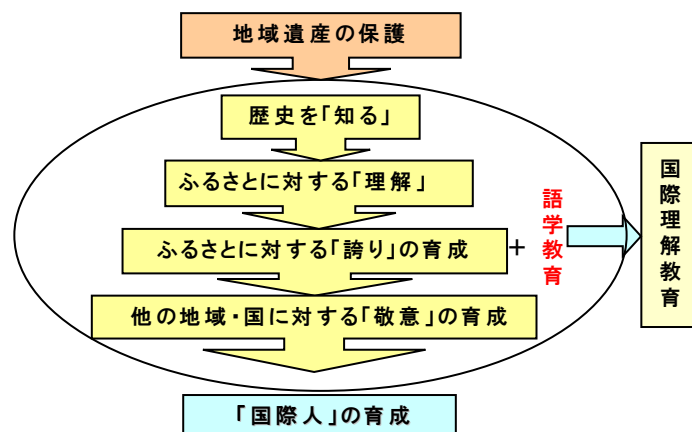 地域遺産の保護
歴史を「知る」
ふるさとに対する「理解」
ふるさとに対する「誇り」の育成
+
語学教育
国際理解教育
他の地域・国に対する「敬意」の育成
「国際人」の育成